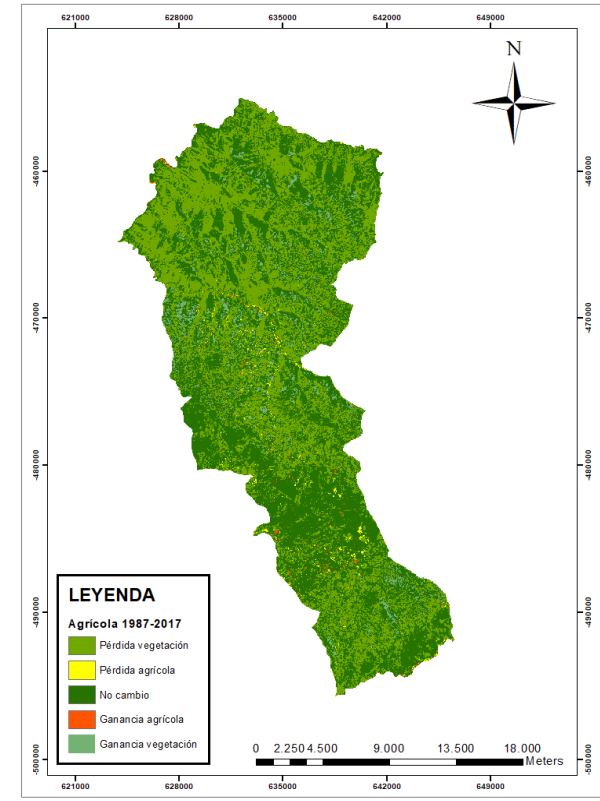 621000 628000 635000 642000 649000
N
-460000 -460000
-470000 -470000
-480000 -480000
-490000 -490000
-500000 -500000
LEYENDA
Agrícola 1987-2017
Pérdida vegetación
Pérdida agrícola
No cambio
Ganancia agrícola
Ganancia vegetación
0 2.250 4.500 9.000 13.500 18.000
Meters
621000 628000 635000 642000 649000